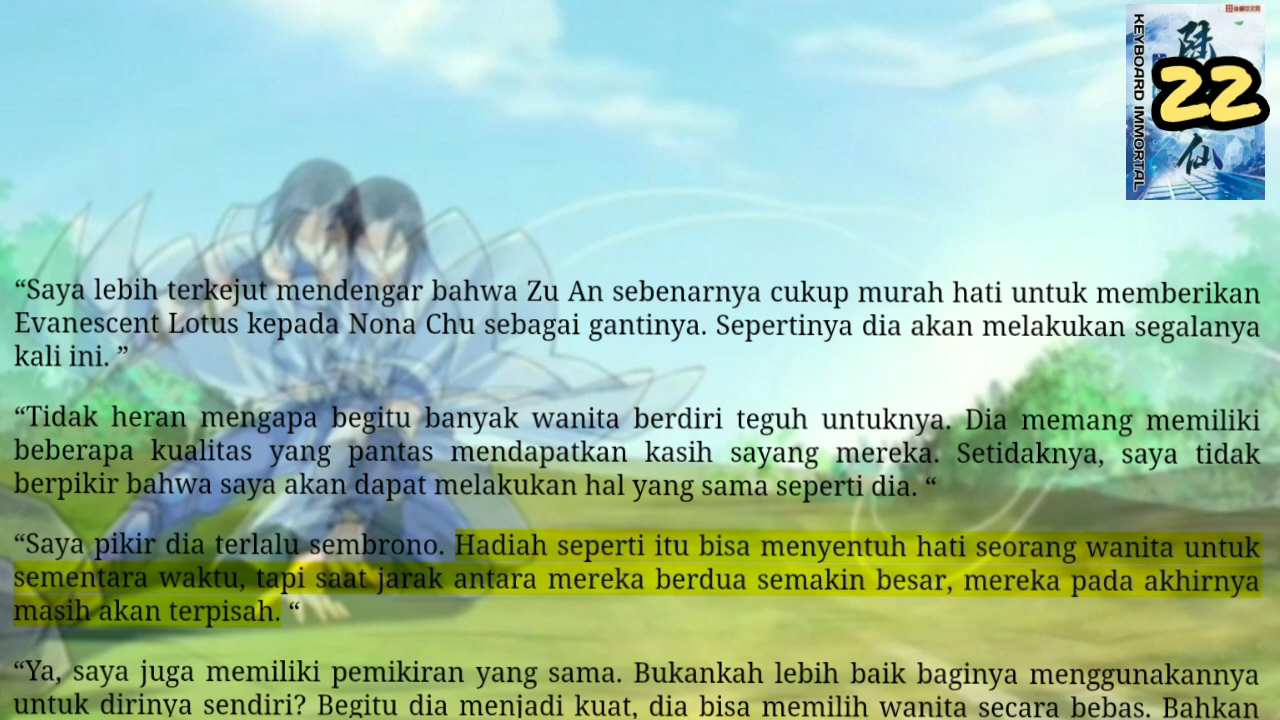 KEYBOARD IMMORTAL
22
仙
“Saya lebih terkejut mendengar bahwa Zu An sebenarnya cukup murah hati untuk memberikan
Evanescent Lotus kepada Nona Chu sebagai gantinya. Sepertinya dia akan melakukan segalanya
kali ini. ”
“Tidak heran mengapa begitu banyak wanita berdiri teguh untuknya. Dia memang memiliki
beberapa kualitas yang pantas mendapatkan kasih sayang mereka. Setidaknya, saya tidak
berpikir bahwa saya akan dapat melakukan hal yang sama seperti dia. “
“Saya pikir dia terlalu sembrono. Hadiah seperti itu bisa menyentuh hati seorang wanita untuk
sementara waktu, tapi saat jarak antara mereka berdua semakin besar, mereka pada akhirnya
masih akan terpisah. “
“Ya, saya juga memiliki pemikiran yang sama. Bukankah lebih baik baginya menggunakannya
untuk dirinya sendiri? Begitu dia menjadi kuat, dia bisa memilih wanita secara bebas. Bahkan